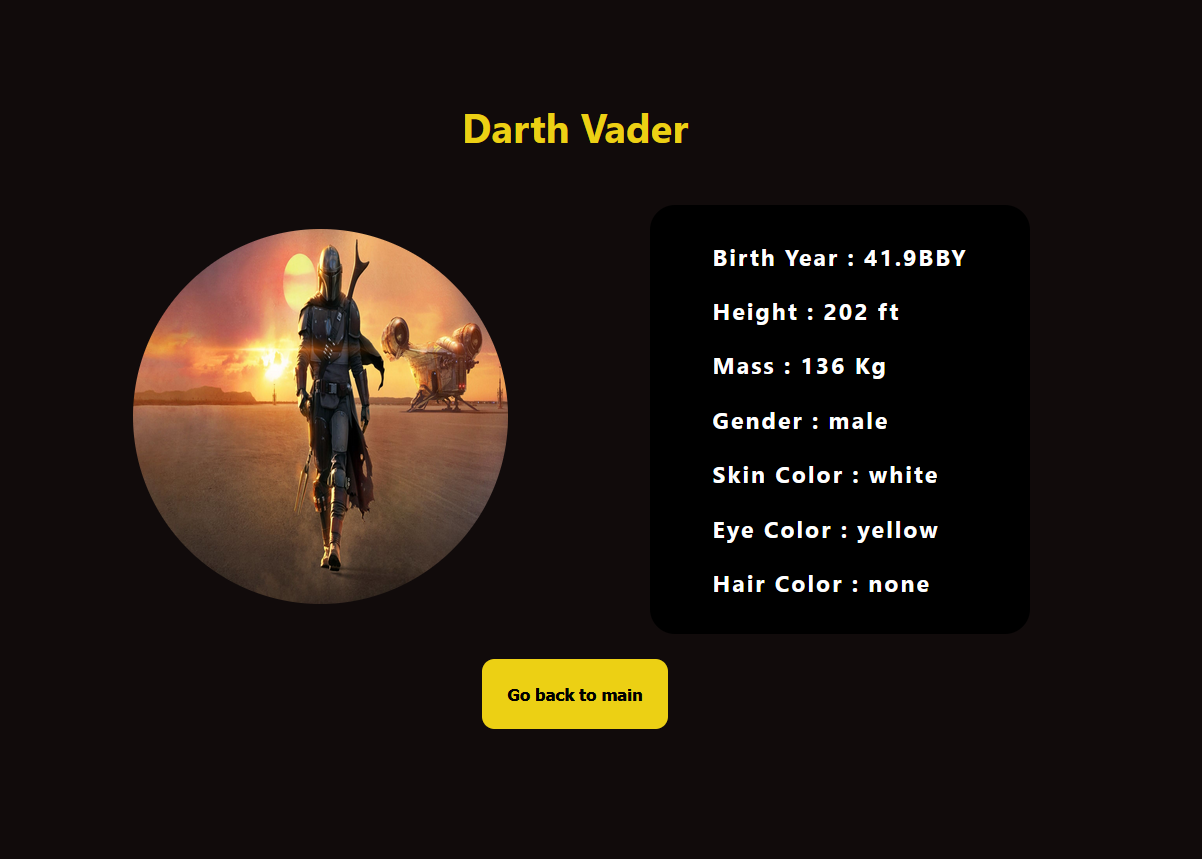 Darth Vader
Birth Year : 41.9BBY
Height : 202 ft
Mass : 136 Kg
Gender : male
Skin Color : white
Eye Color : yellow
Hair Color : none
Go back to main